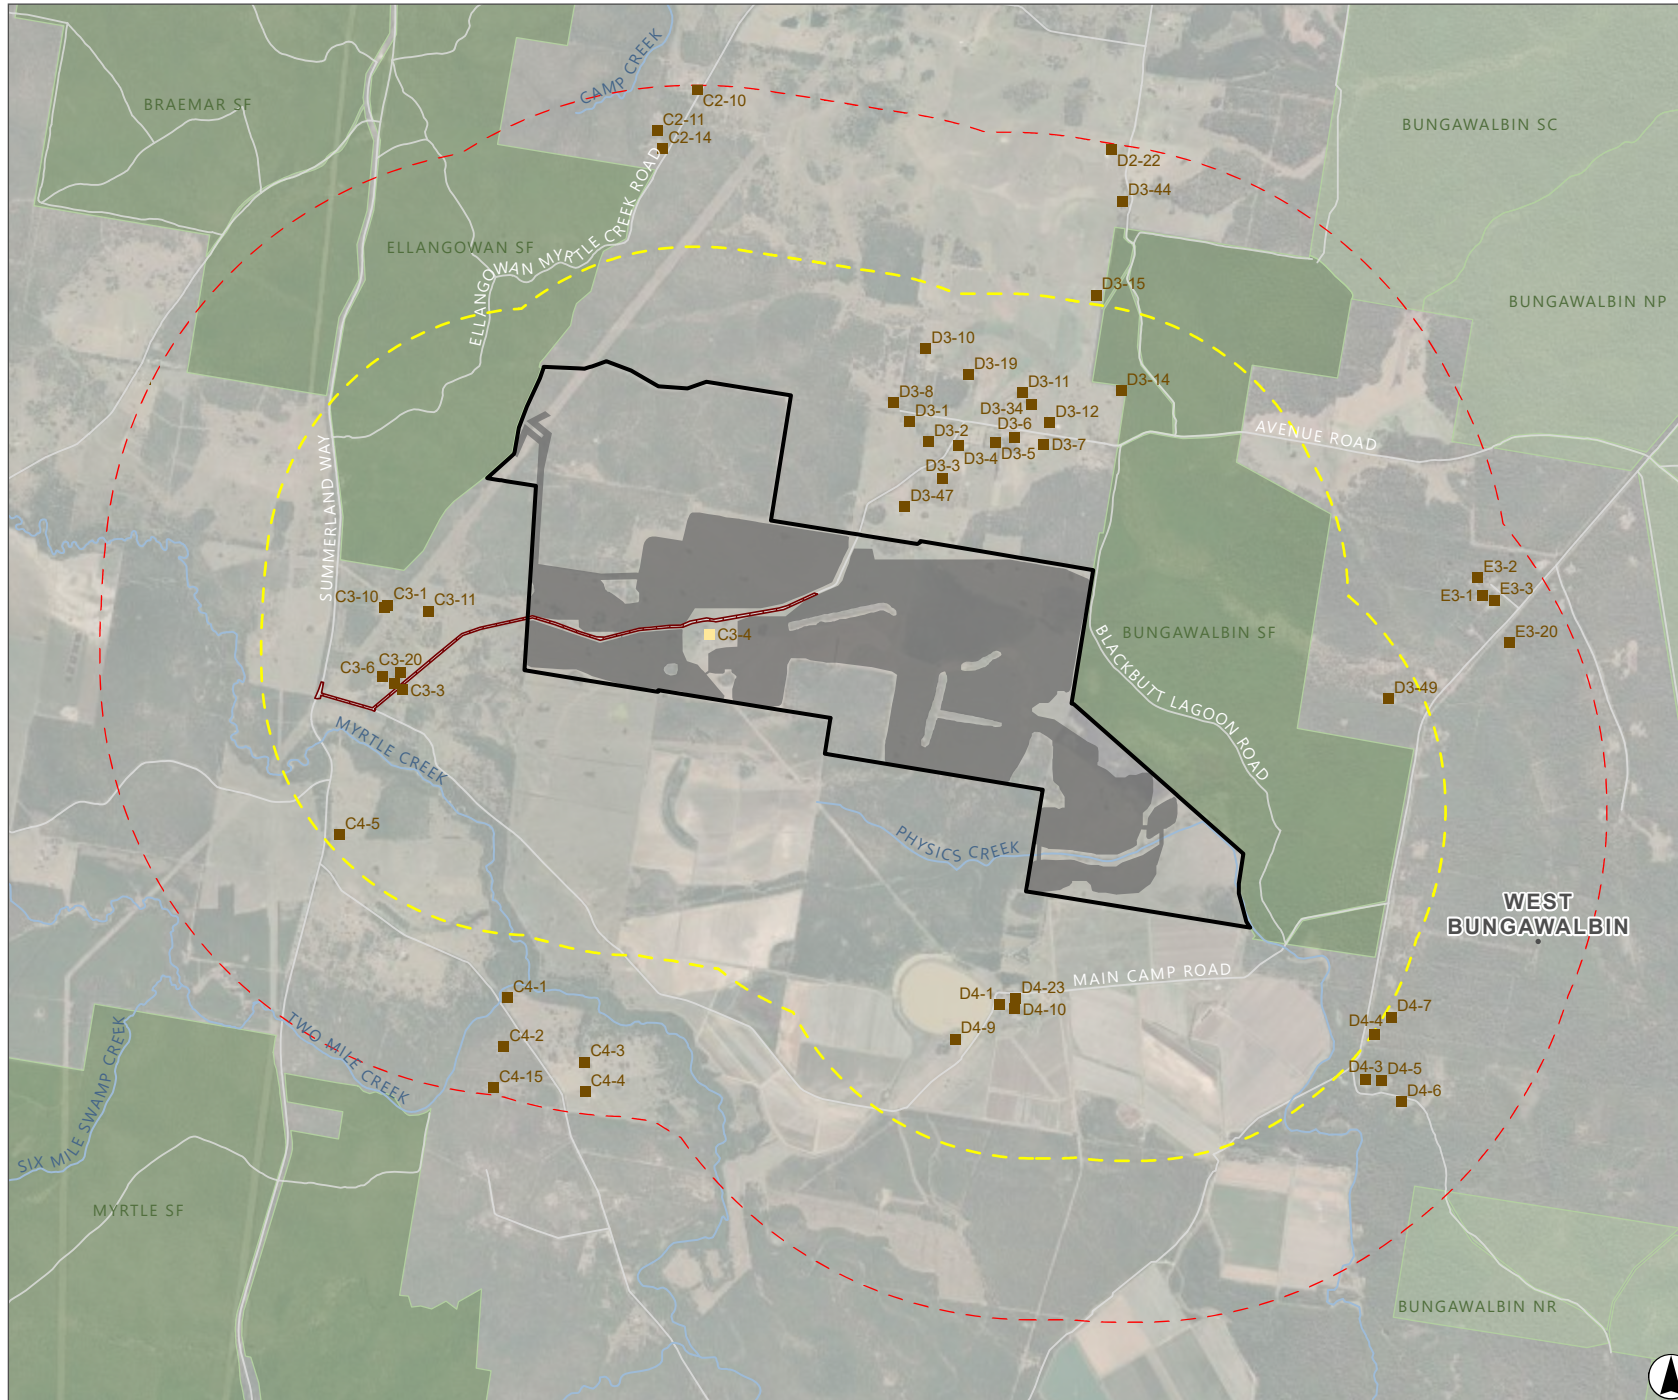 CAMP CREEK
C2-10
BRAEMAR SF
C2-11
BUNGAWALBIN SC
C2-14
D2-22
D3-44
ELLANGOWAN SF
ELLANGOWAN MYRTLE CREEK ROAD
D3-15
BUNGAWALBIN NP
D3-10
D3-19
D3-11
D3-14
D3-8
D3-34
D3-1
D3-12
D3-6
D3-2
D3-5
D3-7
D3-4
AVENUE ROAD
D3-3
D3-47
SUMMERLAND WAY
E3-2
C3-10
C3-1
C3-11
E3-1
E3-3
C3-4
BUNGAWALBIN SF
E3-20
C3-6
C3-20
C3-3
D3-49
BLACKBUTT LAGOON ROAD
MYRTLE CREEK
C4-5
PHYSICS CREEK
WEST
BUNGAWALBIN
MAIN CAMP ROAD
C4-1
D4-1
D4-23
D4-10
D4-7
D4-4
D4-9
C4-2
C4-3
TWO MILE CREEK
C4-15
C4-4
D4-3
D4-5
D4-6
SIX MILE SWAMP CREEK
MYRTLE SF
BUNGAWALBIN NR